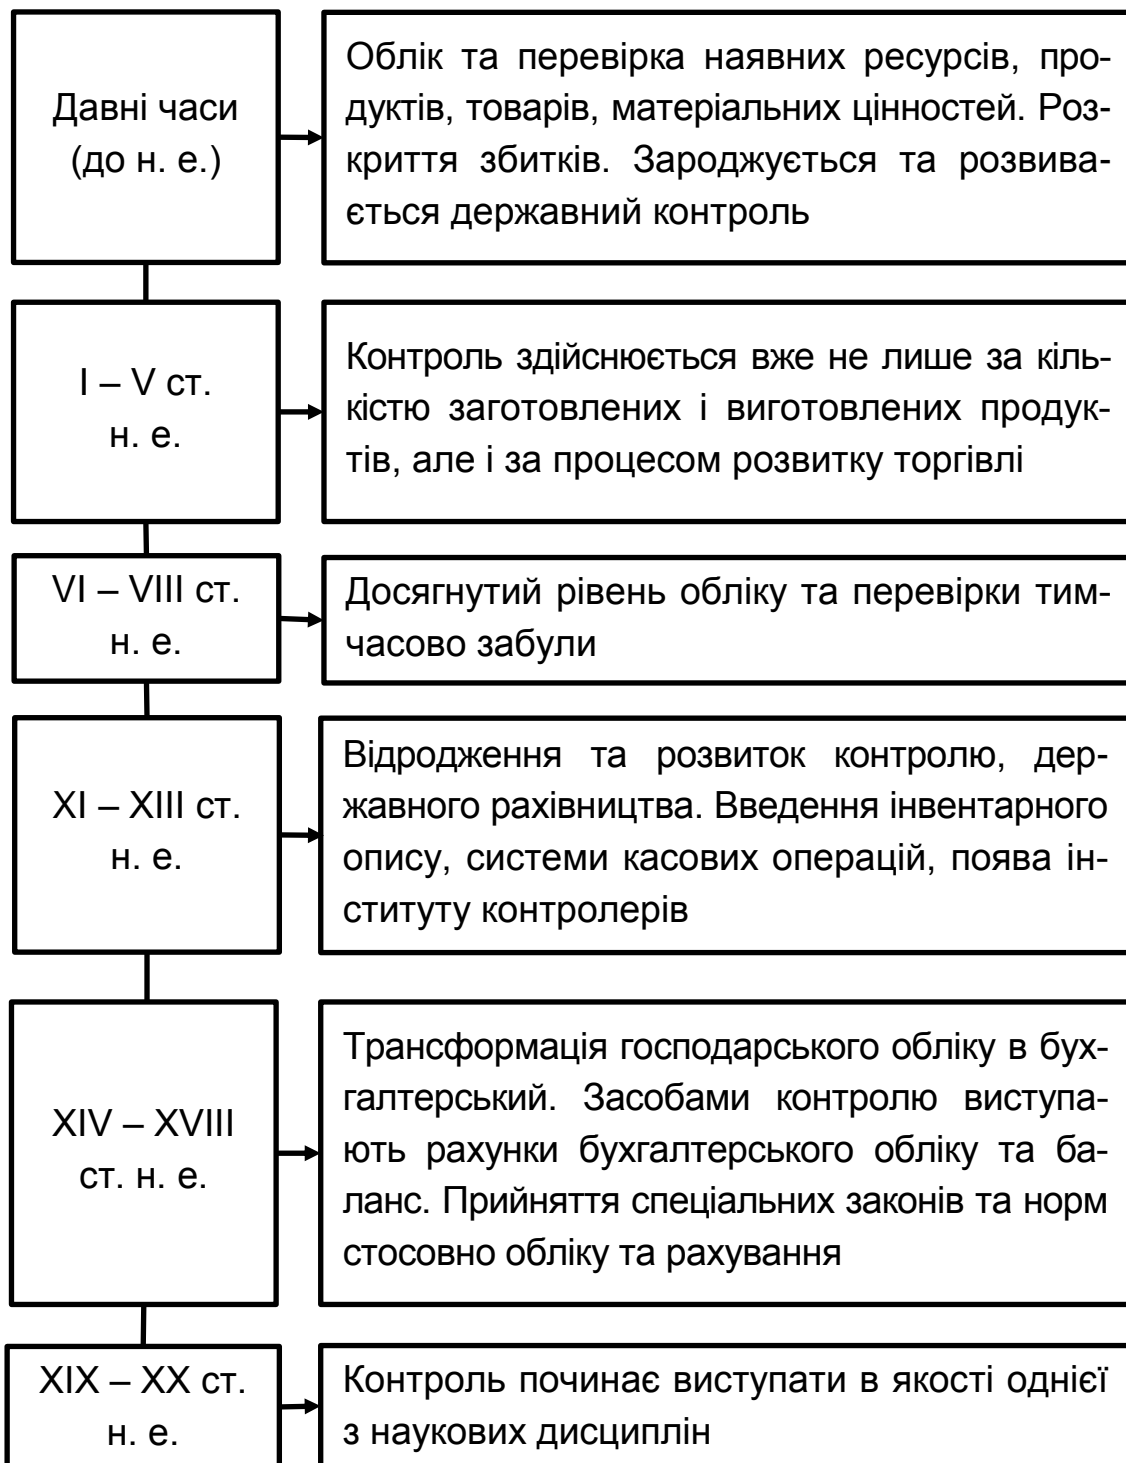 Давні часи
(до н. е.)
Облік та перевірка наявних ресурсів, про-
дуктів, товарів, матеріальних цінностей. Роз-
криття збитків. Зароджується та розвива-
ється державний контроль
I – V ст.
н. е.
Контроль здійснюється вже не лише за кіль-
кістю заготовлених і виготовлених продук-
тів, але і за процесом розвитку торгівлі
VI – VIII ст.
н. е.
Досягнутий рівень обліку та перевірки тим-
часово забули
XI – XIII ст.
н. е.
Відродження та розвиток контролю, дер-
жавного рахівництва. Введення інвентарного
опису, системи касових операцій, поява ін-
ституту контролерів
XIV – XVIII
ст. н. е.
Трансформація господарського обліку в бух-
галтерський. Засобами контролю виступа-
ють рахунки бухгалтерського обліку та ба-
ланс. Прийняття спеціальних законів та норм
стосовно обліку та рахування
XIX – XX ст.
н. е.
Контроль починає виступати в якості однієї
з наукових дисциплін